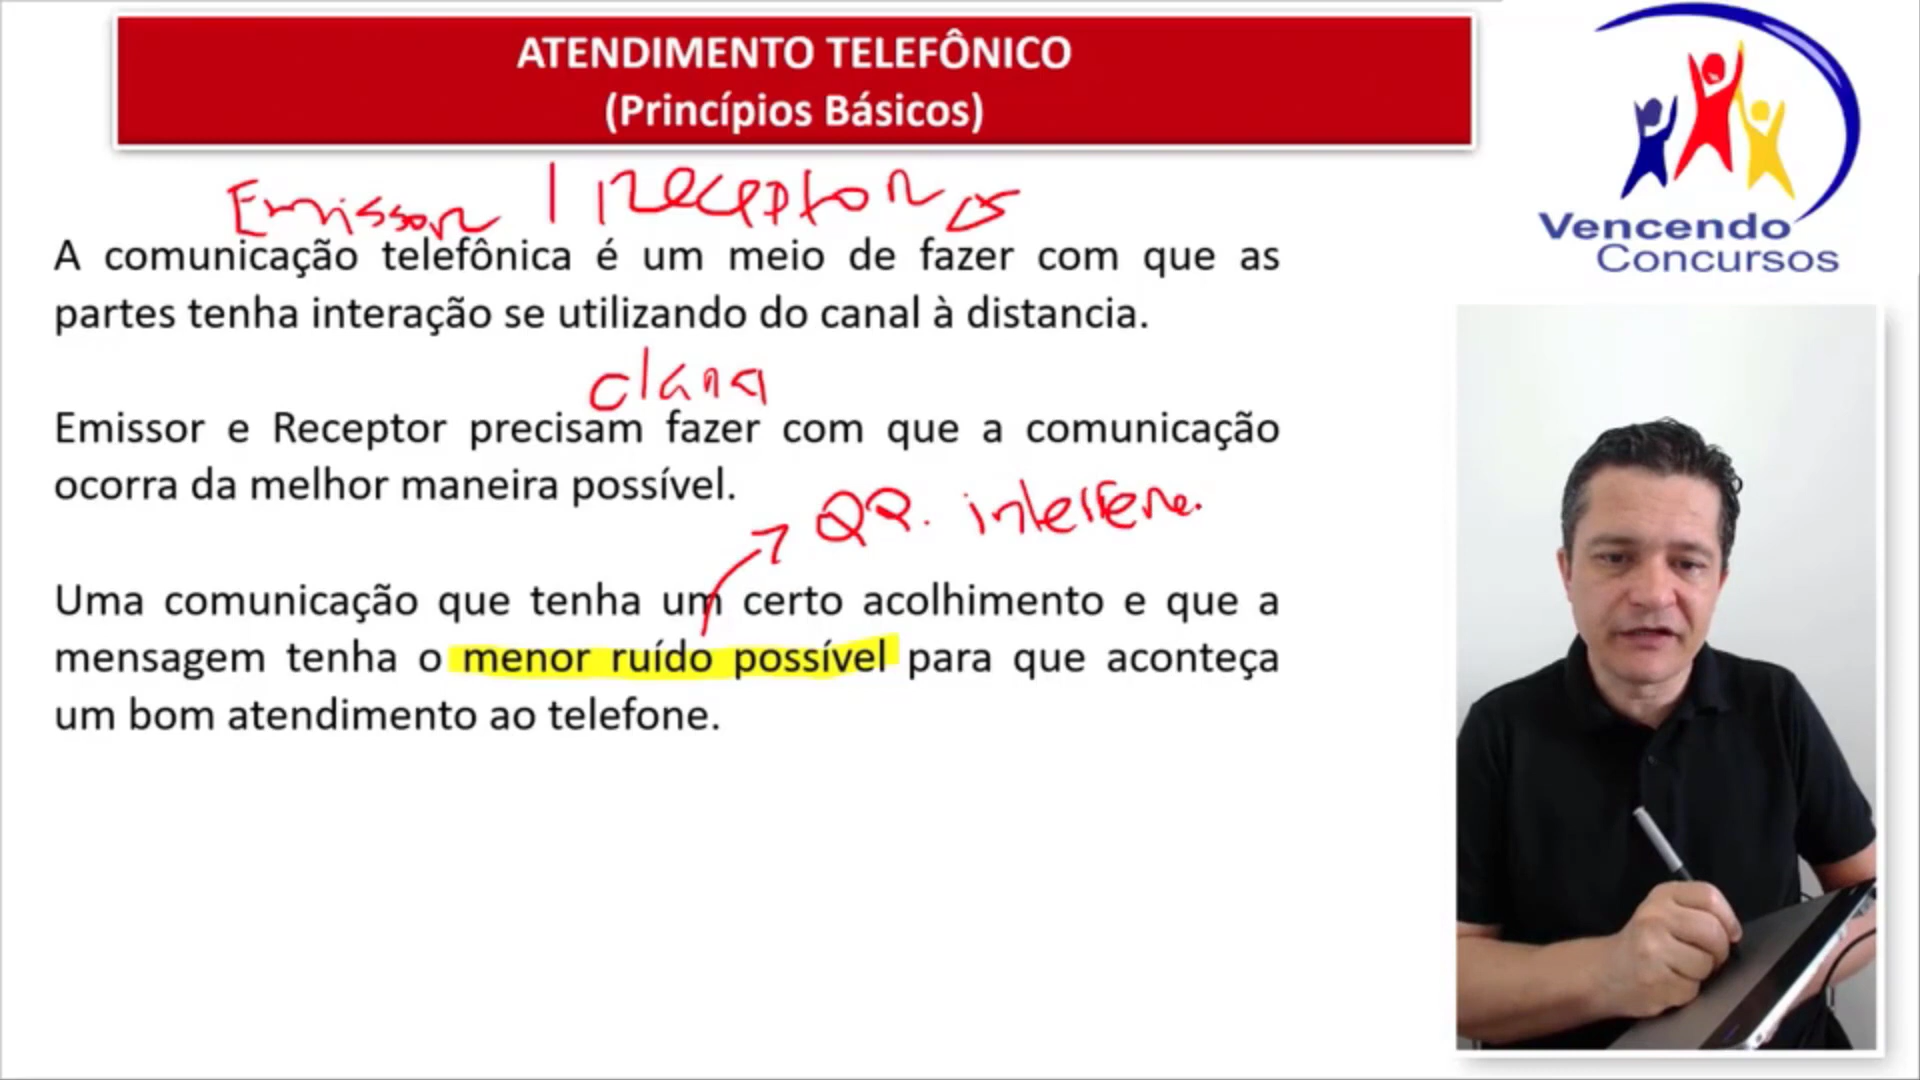 ATENDIMENTO TELEFÔNICO
(Princípios Básicos)
Vencendo
Concursos
Emissor | Receptor
A comunicação telefônica é um meio de fazer com que as
partes tenha interação se utilizando do canal à distancia.
clara
Emissor e Receptor precisam fazer com que a comunicação
ocorra da melhor maneira possível.
QQ. interfere.
Uma comunicação que tenha um certo acolhimento e que a
mensagem tenha o menor ruído possível para que aconteça
um bom atendimento ao telefone.